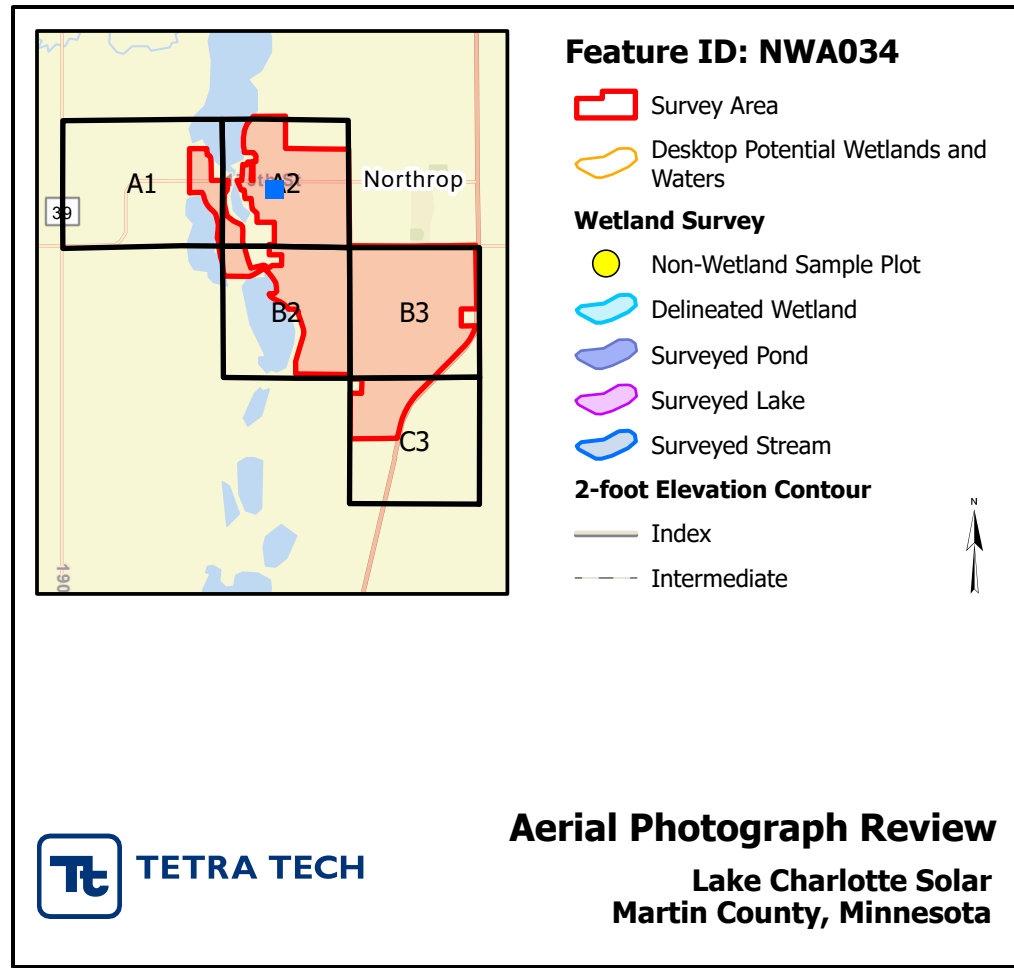 Feature ID: NWA034
Survey Area
Desktop Potential Wetlands and
Waters
Wetland Survey
Non-Wetland Sample Plot
Delineated Wetland
Surveyed Pond
Surveyed Lake
Surveyed Stream
2-foot Elevation Contour
Index
Intermediate
N
A1
A2
Northrop
39
B2
B3
C3
190
Aerial Photograph Review
Tt
TETRA TECH
Lake Charlotte Solar
Martin County, Minnesota